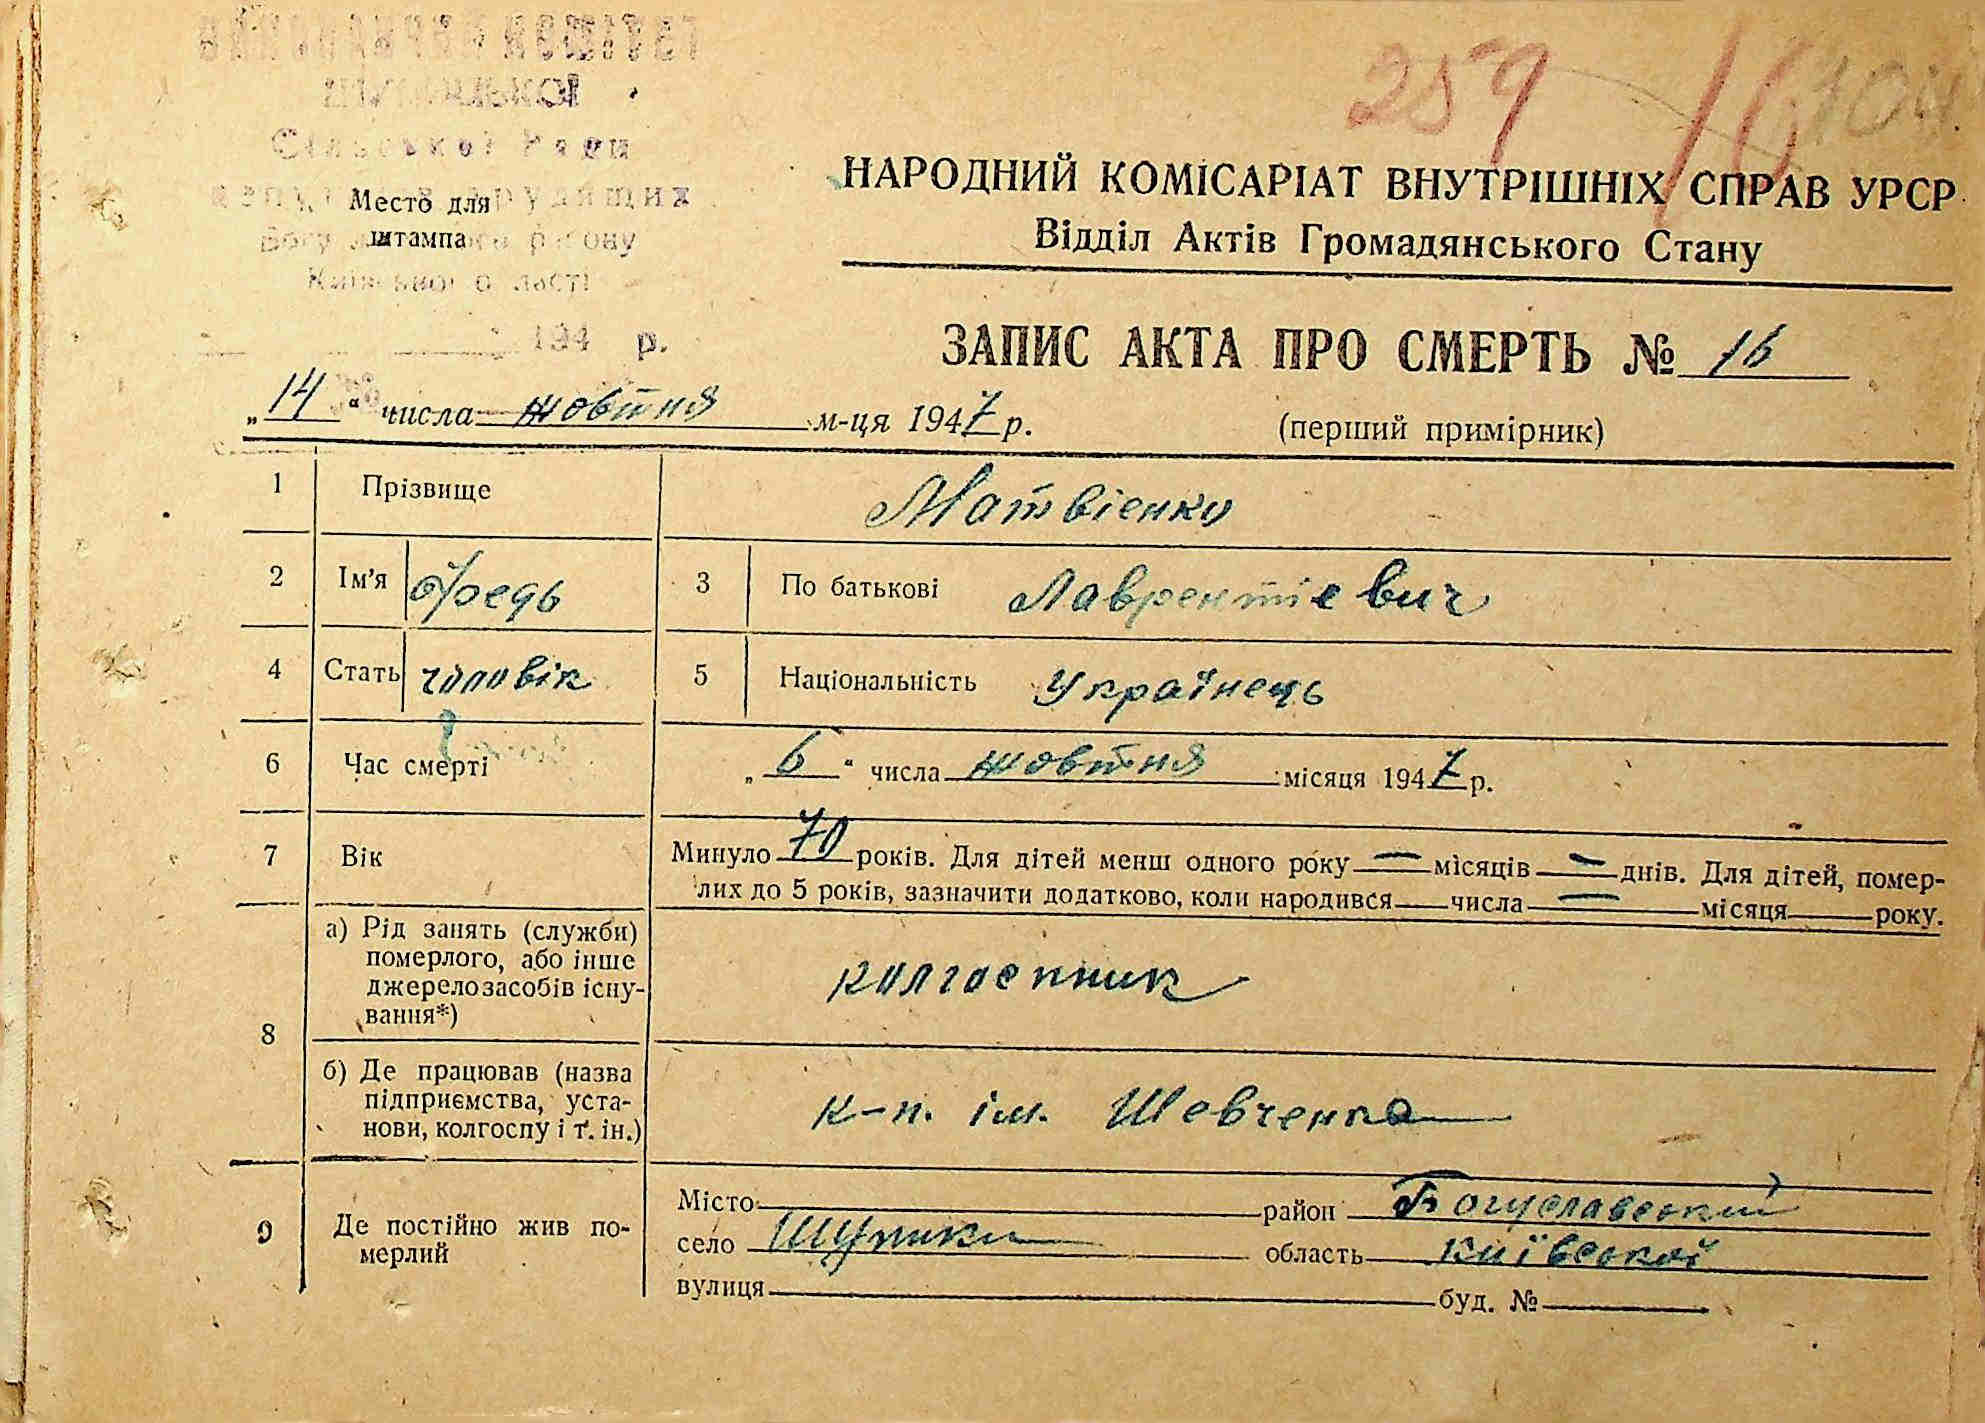 259 16 104
Сільської Ради
Место для
штампа
194 р.
НАРОДНИЙ КОМІСАРІАТ ВНУТРІШНІХ СПРАВ УРСР
Відділ Актів Громадянського Стану
ЗАПИС АКТА ПРО СМЕРТЬ № 16
„14“ числа жовтня м-ця 1947 р.
(перший примірник)
1 Прізвище Матвієнко
2 Ім'я Федь 3 По батькові Лаврентієвич
4 Стать чоловік 5 Національність Українець
6 Час смерті „6“ числа жовтня місяця 1947 р.
7 Вік Минуло 70 років. Для дітей менш одного року — місяців — днів. Для дітей, помер-
лих до 5 років, зазначити додатково, коли народився числа — місяця року.
8 а) Рід занять (служби)
померлого, або інше
джерело засобів існу-
вання*)
колгоспник
б) Де працював (назва
підприємства, уста-
нови, колгоспу і т. ін.)
к-п. ім. Шевченка
9 Де постійно жив по-
мерлий
Місто район Богуславський
село Шупики область Київської
вулиця буд. №